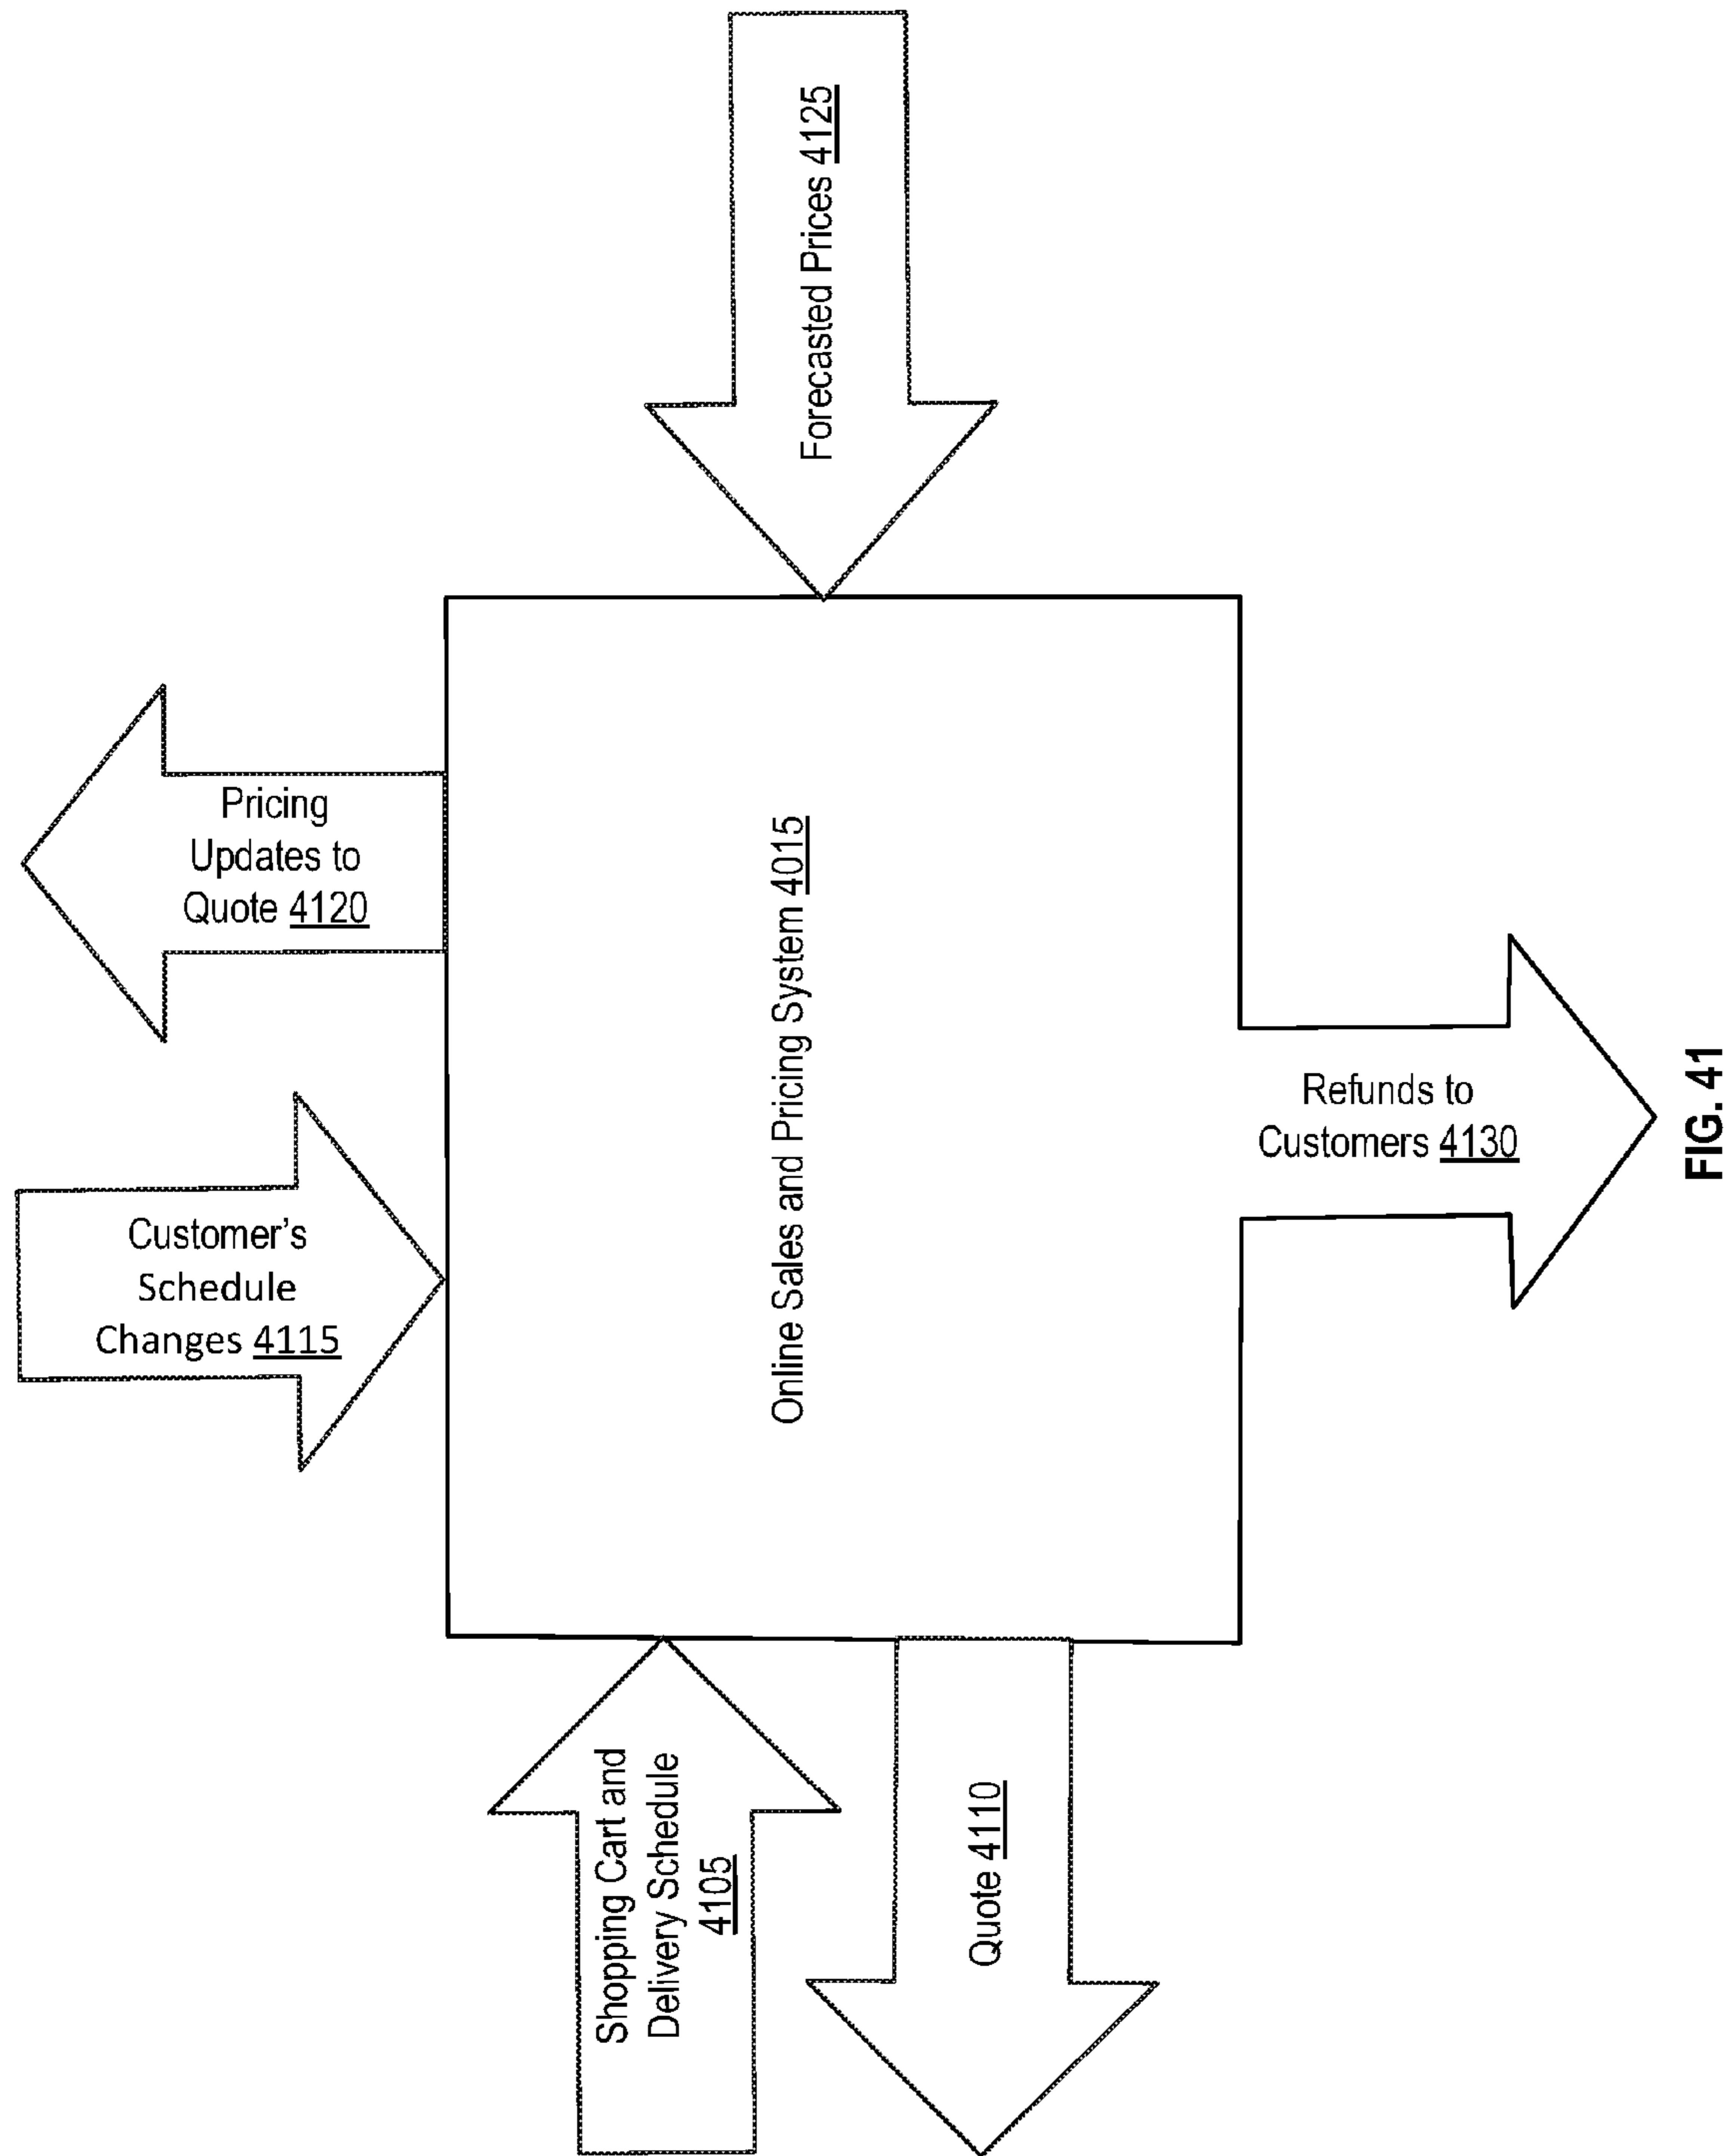 Customer’s
Schedule
Changes 4115
Pricing
Updates to
Quote 4120
Shopping Cart and
Delivery Schedule
4105
Quote 4110
Online Sales and Pricing System 4015
Forecasted Prices 4125
Refunds to
Customers 4130
FIG. 41